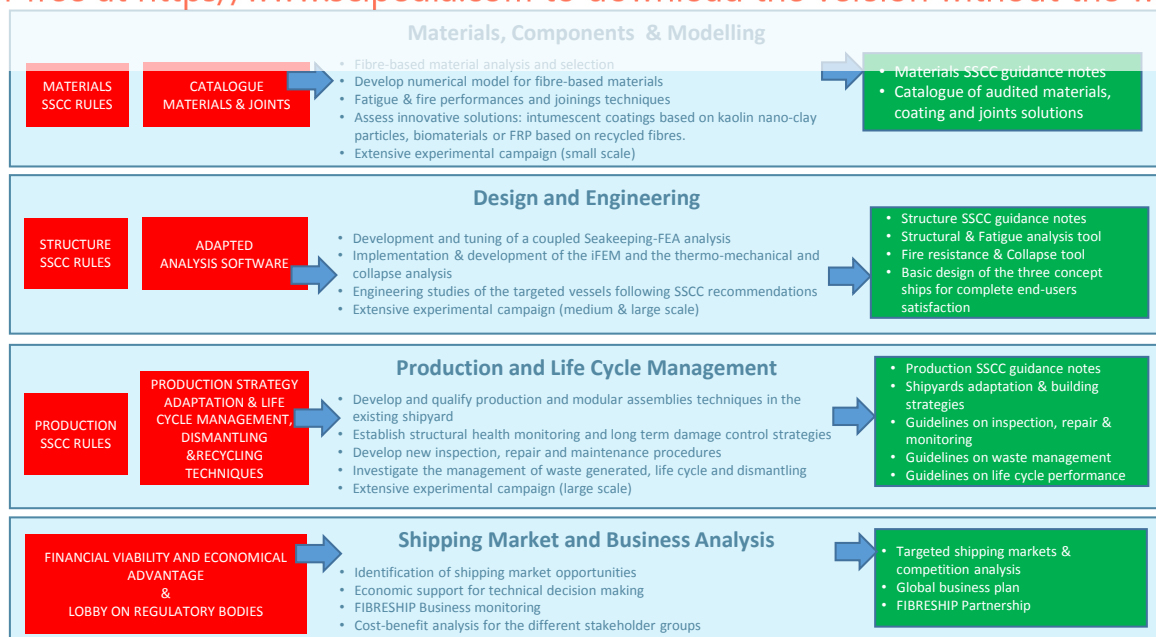 free at https://www.scipedia.com to download the version without the
Materials, Components & Modelling
MATERIALS
SSCC RULES
CATALOGUE
MATERIALS & JOINTS
• Fibre-based material analysis and selection
• Develop numerical model for fibre-based materials
• Fatigue & fire performances and joinings techniques
• Assess innovative solutions: intumescent coatings based on kaolin nano-clay
particles, biomaterials or FRP based on recycled fibres.
• Extensive experimental campaign (small scale)
• Materials SSCC guidance notes
• Catalogue of audited materials,
coating and joints solutions
Design and Engineering
STRUCTURE
SSCC RULES
ADAPTED
ANALYSIS SOFTWARE
• Development and tuning of a coupled Seakeeping-FEA analysis
• Implementation & development of the iFEM and the thermo-mechanical and
collapse analysis
• Engineering studies of the targeted vessels following SSCC recommendations
• Extensive experimental campaign (medium & large scale)
• Structure SSCC guidance notes
• Structural & Fatigue analysis tool
• Fire resistance & Collapse tool
• Basic design of the three concept
ships for complete end-users
satisfaction
Production and Life Cycle Management
PRODUCTION
SSCC RULES
PRODUCTION STRATEGY
ADAPTATION & LIFE
CYCLE MANAGEMENT,
DISMANTLING
&RECYCLING
TECHNIQUES
• Develop and qualify production and modular assemblies techniques in the
existing shipyard
• Establish structural health monitoring and long term damage control strategies
• Develop new inspection, repair and maintenance procedures
• Investigate the management of waste generated, life cycle and dismantling
• Extensive experimental campaign (large scale)
• Production SSCC guidance notes
• Shipyards adaptation & building
strategies
• Guidelines on inspection, repair &
monitoring
• Guidelines on waste management
• Guidelines on life cycle performance
Shipping Market and Business Analysis
FINANCIAL VIABILITY AND ECONOMICAL
ADVANTAGE
&
LOBBY ON REGULATORY BODIES
• Identification of shipping market opportunities
• Economic support for technical decision making
• FIBRESHIP Business monitoring
• Cost-benefit analysis for the different stakeholder groups
• Targeted shipping markets &
competition analysis
• Global business plan
• FIBRESHIP Partnership